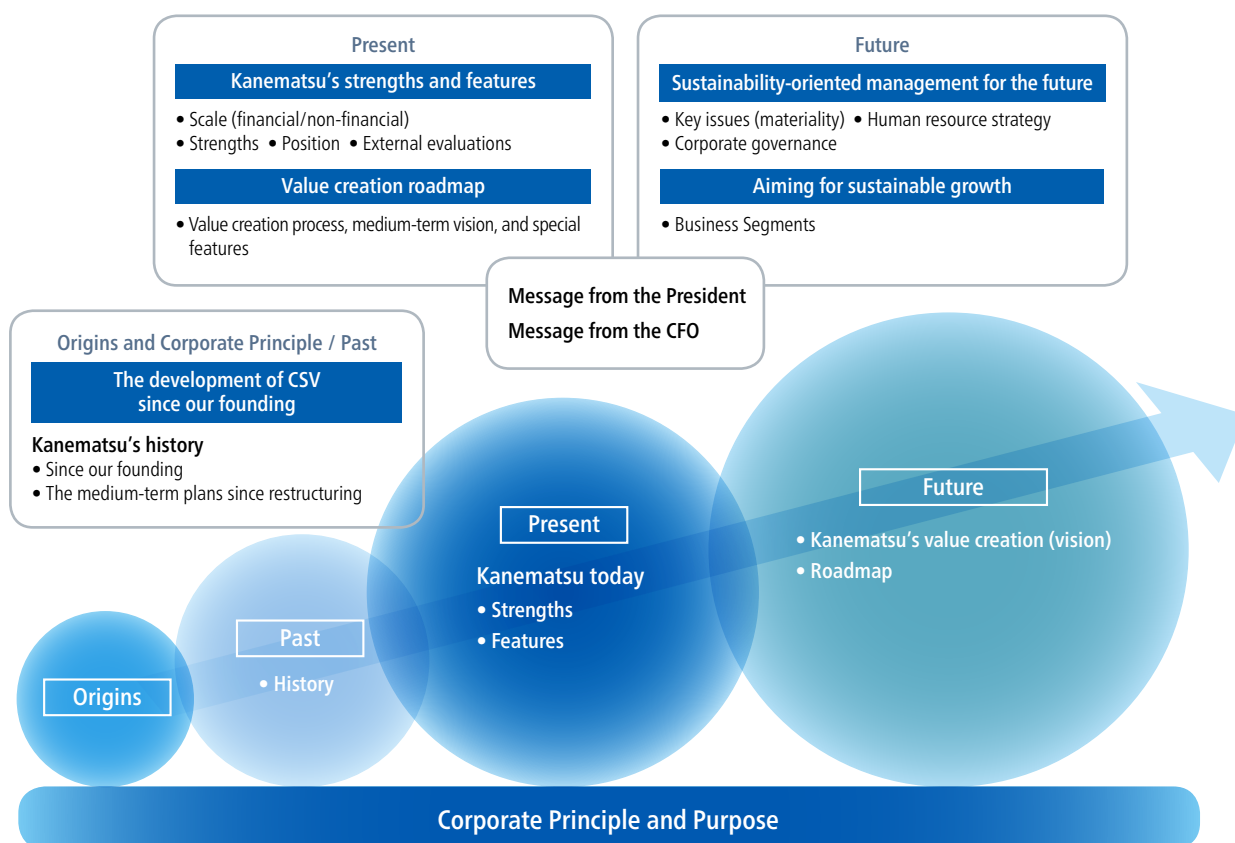 Present
Kanematsu's strengths and features
• Scale (financial/non-financial)
• Strengths • Position • External evaluations
Value creation roadmap
• Value creation process, medium-term vision, and special
features
Future
Sustainability-oriented management for the future
• Key issues (materiality) • Human resource strategy
• Corporate governance
Aiming for sustainable growth
• Business Segments
Message from the President
Message from the CFO
Origins and Corporate Principle / Past
The development of CSV
since our founding
Kanematsu's history
• Since our founding
• The medium-term plans since restructuring
Origins
Past
• History
Present
Kanematsu today
• Strengths
• Features
Future
• Kanematsu's value creation (vision)
• Roadmap
Corporate Principle and Purpose